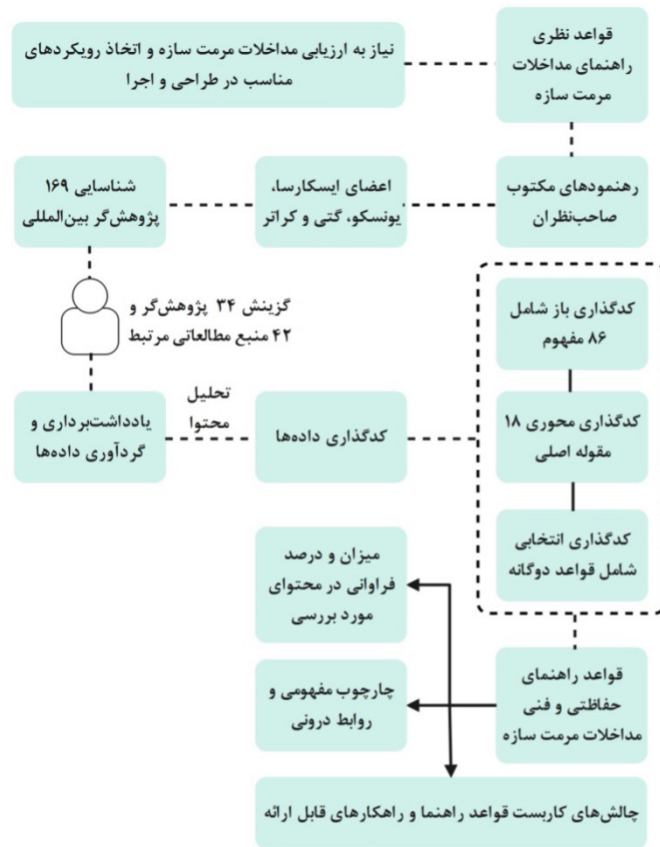 قواعد نظری
راهنمای مداخلات
مرمت سازه
نیاز به ارزیابی مداخلات مرمت سازه و اتخاذ رویکردهای
مناسب در طراحی و اجرا
رهنمودهای مکتوب
صاحب‌نظران
اعضای ایسکارسا،
یونسکو، گتی و کراتر
شناسایی ۱۶۹
پژوهش‌گر بین‌المللی
گزینش ۳۴ پژوهش‌گر و
۴۲ منبع مطالعاتی مرتبط
یادداشت‌برداری و
گردآوری داده‌ها
تحلیل
محتوا
کدگذاری داده‌ها
کدگذاری باز شامل
۸۶ مفهوم
کدگذاری محوری ۱۸
مقوله اصلی
کدگذاری انتخابی
شامل قواعد دوگانه
قواعد راهنمای
حفاظتی و فنی
مداخلات مرمت سازه
میزان و درصد
فراوانی در محتوای
مورد بررسی
چارچوب مفهومی و
روابط درونی
چالش‌های کاربست قواعد راهنما و راهکارهای قابل ارائه